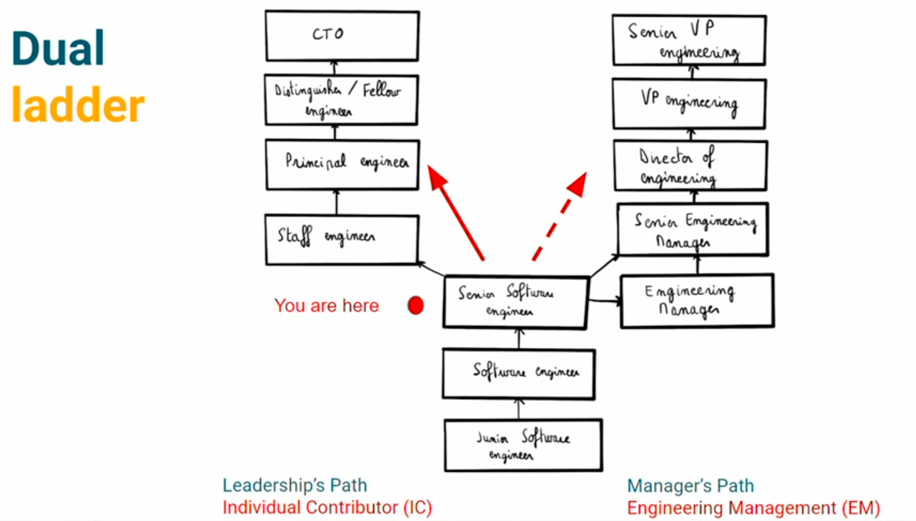 Dual
ladder
CTO
Distinguisher / Fellow
engineer
Principal engineer
Staff engineer
Senior VP
engineering
VP engineering
Director of
engineering
Senior Engineering
Manager
Engineering
Manager
You are here
Senior Software
engineer
Software engineer
Junior Software
engineer
Leadership's Path
Individual Contributor (IC)
Manager's Path
Engineering Management (EM)